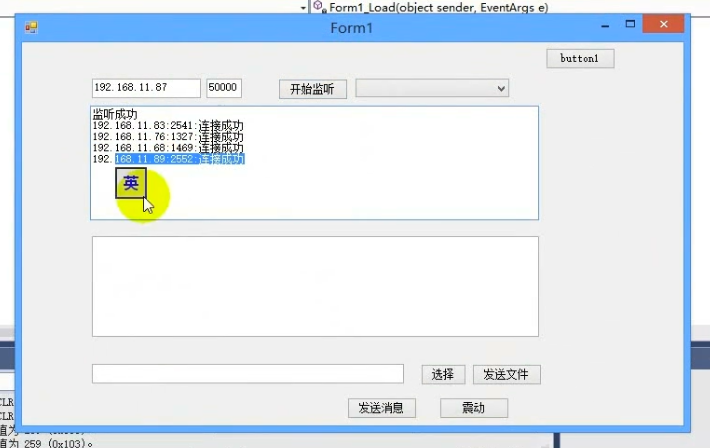 Form1_Load(object sender, EventArgs e)
Form1
button1
192.168.11.87 50000 开始监听
监听成功
192.168.11.83:2541:连接成功
192.168.11.76:1327:连接成功
192.168.11.68:1469:连接成功
192.168.11.89:2552:连接成功
英
选择 发送文件
发送消息 震动
CLR
CLR
值为 259 (0x103)。